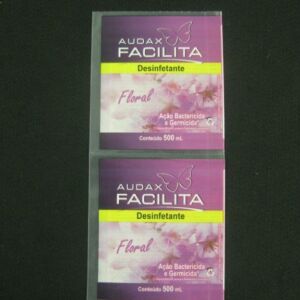 AUDAX
FACILITA
Desinfetante
Floral
Ação Bactericida
e Germicida
Conteúdo 500 mL
AUDAX
FACILITA
Desinfetante
Floral
Ação Bactericida
e Germicida
Conteúdo 500 mL